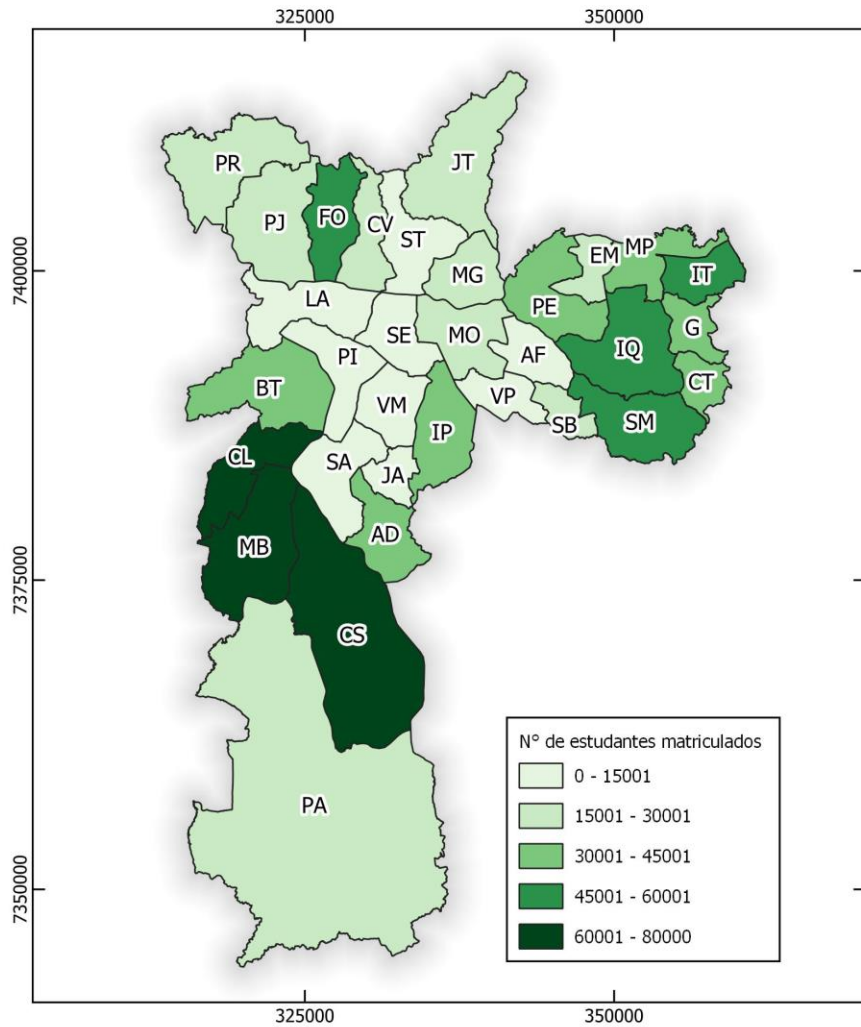 325000
350000
JT
PR
FO
PJ
CV
ST
MP
EM
7400000
MG
IT
LA
PE
G
SE
MO
IQ
PI
AF
CT
BT
VP
VM
SB
SM
IP
CL
SA
JA
AD
MB
7375000
CS
N° de estudantes matriculados
0 - 15001
PA
15001 - 30001
30001 - 45001
7350000
45001 - 60001
60001 - 80000
325000
350000